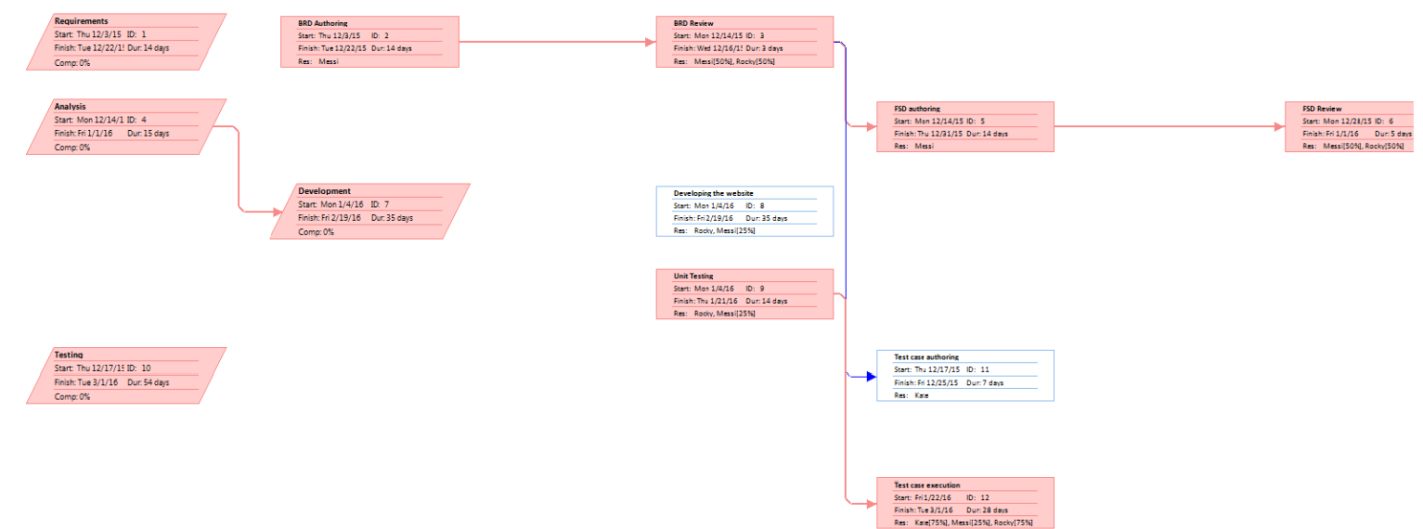 Requirements
Start: Thu 12/3/15 ID: 1
Finish: Tue 12/22/1! Dur: 14 days
Comp: 0%
BRD Authoring
Start: Thu 12/3/15 ID: 2
Finish: Tue 12/22/15 Dur: 14 days
Res: Messi
BRD Review
Start: Mon 12/14/15 ID: 3
Finish: Wed 12/16/1! Dur: 3 days
Res: Messi[50%], Rocky[50%]
Analysis
Start: Mon 12/14/1 ID: 4
Finish: Fri 1/1/16 Dur: 15 days
Comp: 0%
FSD authoring
Start: Mon 12/14/15 ID: 5
Finish: Thu 12/31/15 Dur: 14 days
Res: Messi
FSD Review
Start: Mon 12/28/15 ID: 6
Finish: Fri 1/1/16 Dur: 5 days
Res: Messi[50%], Rocky[50%]
Development
Start: Mon 1/4/16 ID: 7
Finish: Fri 2/19/16 Dur: 35 days
Comp: 0%
Developing the website
Start: Mon 1/4/16 ID: 8
Finish: Fri 2/19/16 Dur: 35 days
Res: Rocky, Messi[25%]
Unit Testing
Start: Mon 1/4/16 ID: 9
Finish: Thu 1/21/16 Dur: 14 days
Res: Rocky, Messi[25%]
Testing
Start: Thu 12/17/1! ID: 10
Finish: Tue 3/1/16 Dur: 54 days
Comp: 0%
Test case authoring
Start: Thu 12/17/15 ID: 11
Finish: Fri 12/25/15 Dur: 7 days
Res: Kate
Test case execution
Start: Fri 1/22/16 ID: 12
Finish: Tue 3/1/16 Dur: 28 days
Res: Kate[75%], Messi[25%], Rocky[75%]